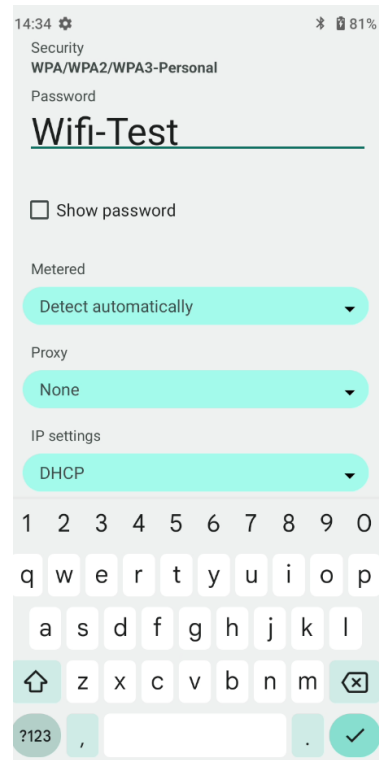 14:34 81%
Security
WPA/WPA2/WPA3-Personal
Password
Wifi-Test
Show password
Metered
Detect automatically
Proxy
None
IP settings
DHCP
1 2 3 4 5 6 7 8 9 0
q w e r t y u i o p
a s d f g h j k l
z x c v b n m
?123 , .